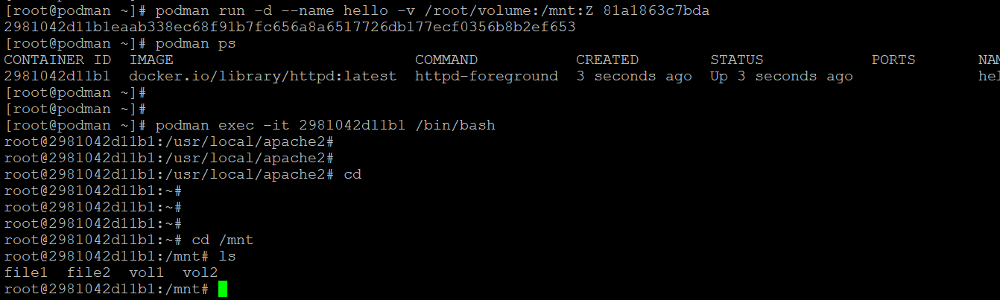 [root@podman ~]# podman run -d --name hello -v /root/volume:/mnt:Z 81a1863c7bda
2981042d11b1eaab338ec68f91b7fc656a8a6517726db177ecf0356b8b2ef653
[root@podman ~]# podman ps
CONTAINER ID  IMAGE                           COMMAND           CREATED        STATUS            PORTS       NA
2981042d11b1  docker.io/library/httpd:latest  httpd-foreground  3 seconds ago  Up 3 seconds ago              hel
[root@podman ~]#
[root@podman ~]#
[root@podman ~]# podman exec -it 2981042d11b1 /bin/bash
root@2981042d11b1:/usr/local/apache2#
root@2981042d11b1:/usr/local/apache2#
root@2981042d11b1:/usr/local/apache2# cd
root@2981042d11b1:~#
root@2981042d11b1:~#
root@2981042d11b1:~#
root@2981042d11b1:~# cd /mnt
root@2981042d11b1:/mnt# ls
file1  file2  vol1  vol2
root@2981042d11b1:/mnt#